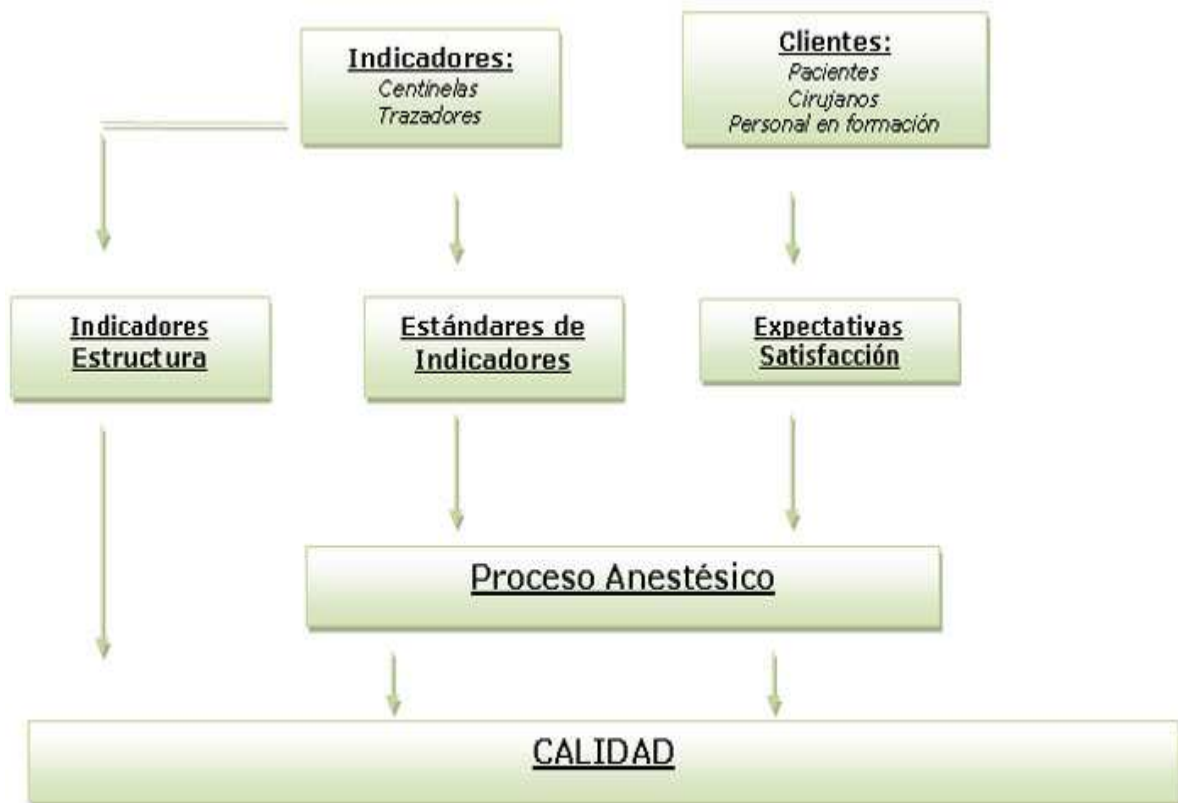 Indicadores:
Centinelas
Trazadores
Clientes:
Pacientes
Cirujanos
Personal en formación
Indicadores
Estructura
Estándares de
Indicadores
Expectativas
Satisfacción
Proceso Anestésico
CALIDAD